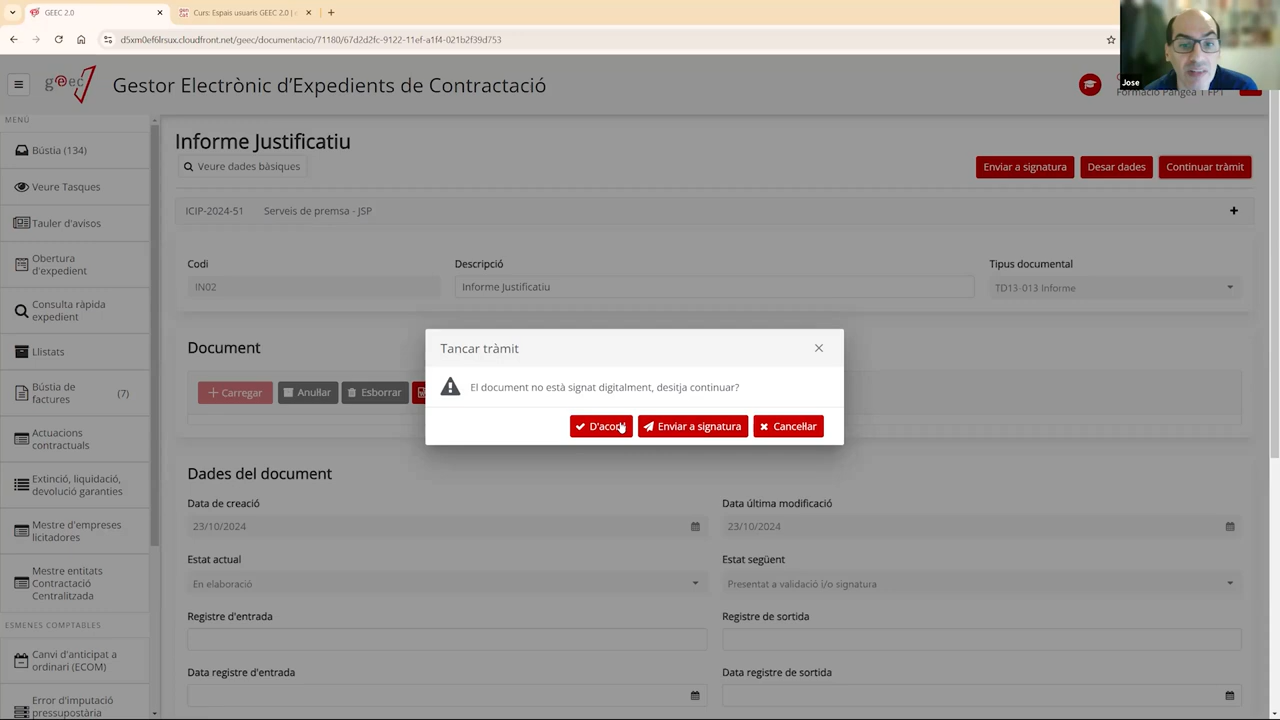 GEEC 2.0
Curs: Espais usuaris GEEC 2.0 (
d5xm0ef6lrsux.cloudfront.net/geec/documentacio/71180/67d2d2fc-9122-11ef-a1f4-021b2f39d753
Jose
geec
Gestor Electrònic d'Expedients de Contractació
Formació Pangea 1 FP1
MENÚ
Bústia (134)
Veure Tasques
Tauler d'avisos
Obertura
d'expedient
Consulta ràpida
expedient
Llistats
Bústia de
factures
(7)
Actuacions
contractuals
Extinció, liquidació,
devolució garanties
Mestre d'empreses
licitadores
Mestre entitats
Contractació
Centralitzada
ESMENES COMPTABLES
Canvi d'anticipat a
ordinari (ECOM)
Error d'imputació
pressupostària
Informe Justificatiu
Veure dades bàsiques
Enviar a signatura
Desar dades
Continuar tràmit
ICIP-2024-51 Serveis de premsa - JSP
Codi
Descripció
Tipus documental
IN02
Informe Justificatiu
TD13-013 Informe
Document
Carregar
Anul·lar
Esborrar
Tancar tràmit
El document no està signat digitalment, desitja continuar?
D'acord
Enviar a signatura
Cancel·lar
Dades del document
Data de creació
Data última modificació
23/10/2024
23/10/2024
Estat actual
Estat següent
En elaboració
Presentat a validació i/o signatura
Registre d'entrada
Registre de sortida
Data registre d'entrada
Data registre de sortida